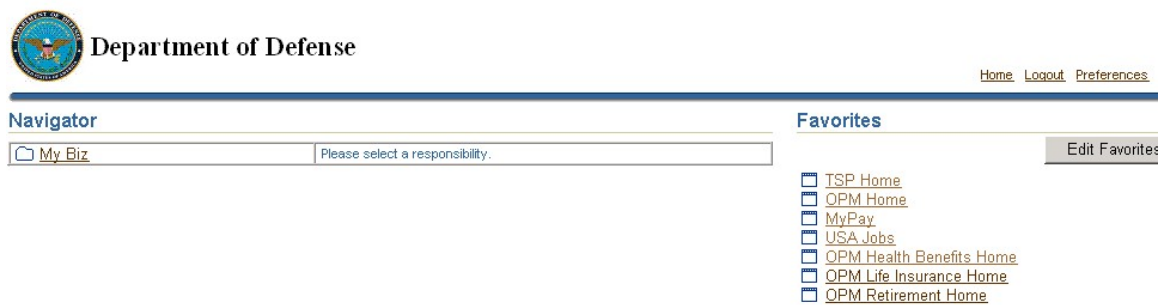 Department of Defense
Home Logout Preferences
Navigator
My Biz
Please select a responsibility.
Favorites
Edit Favorites
TSP Home
OPM Home
MyPay
USA Jobs
OPM Health Benefits Home
OPM Life Insurance Home
OPM Retirement Home